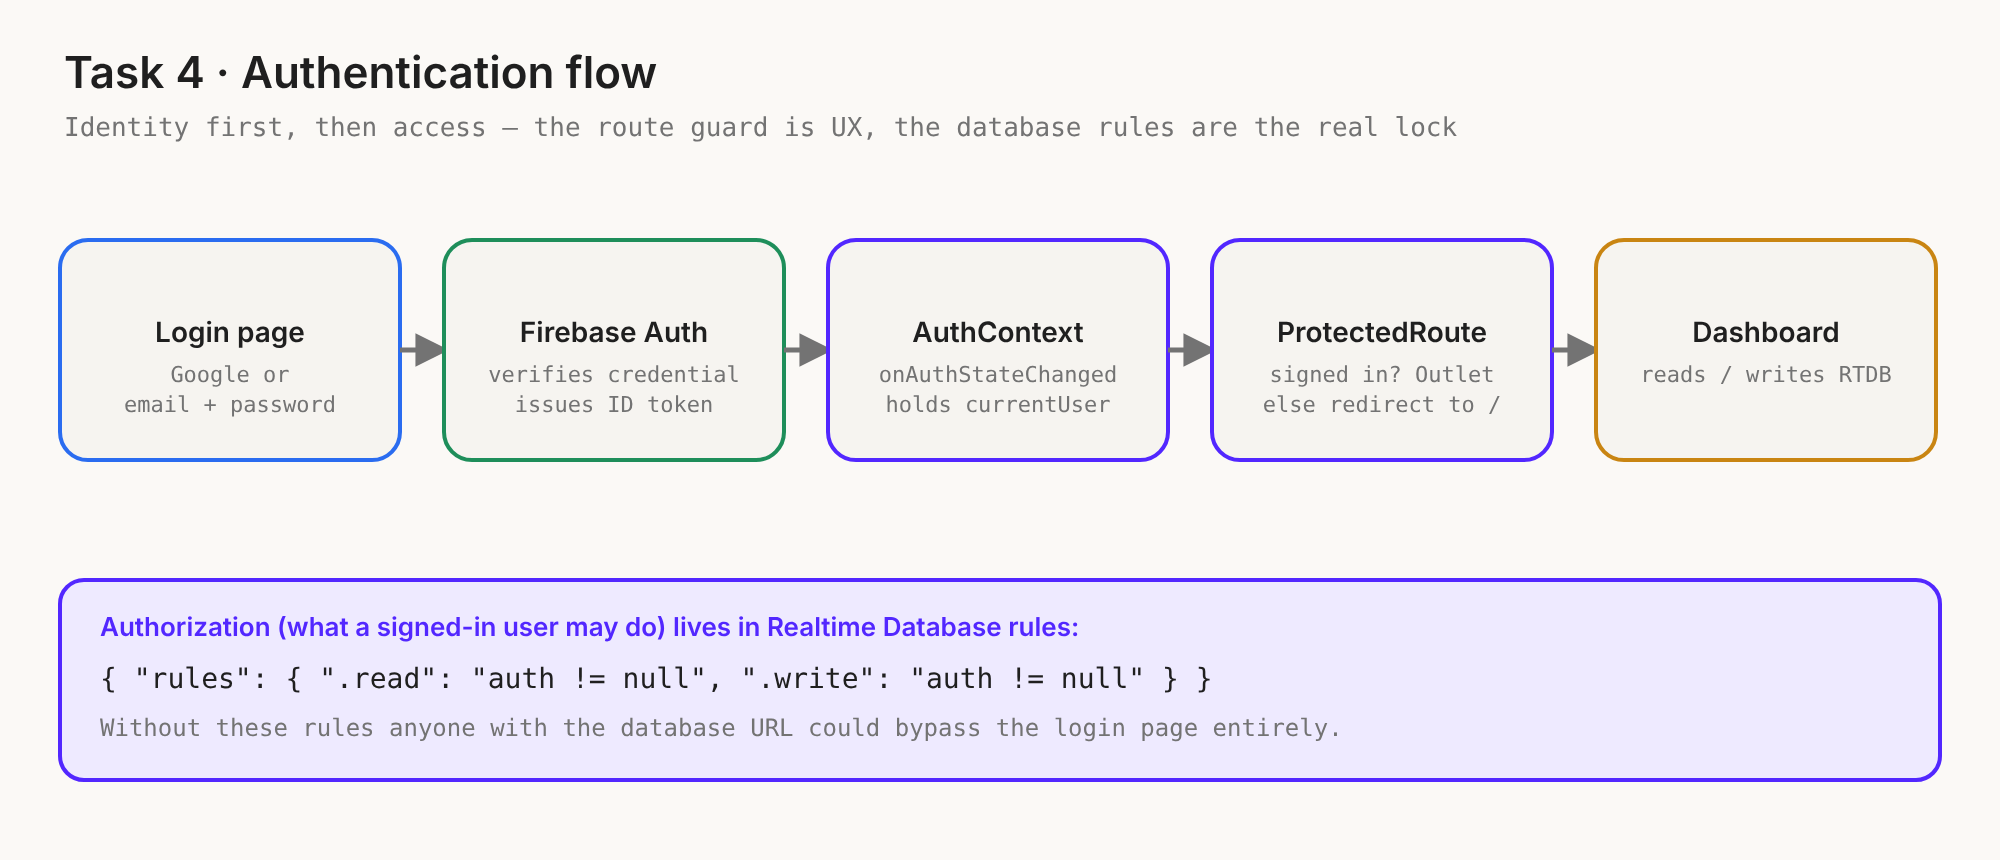 Task 4 · Authentication flow
Identity first, then access — the route guard is UX, the database rules are the real lock
Login page
Google or
email + password
Firebase Auth
verifies credential
issues ID token
AuthContext
onAuthStateChanged
holds currentUser
ProtectedRoute
signed in? Outlet
else redirect to /
Dashboard
reads / writes RTDB
Authorization (what a signed-in user may do) lives in Realtime Database rules:
{ "rules": { ".read": "auth != null", ".write": "auth != null" } }
Without these rules anyone with the database URL could bypass the login page entirely.